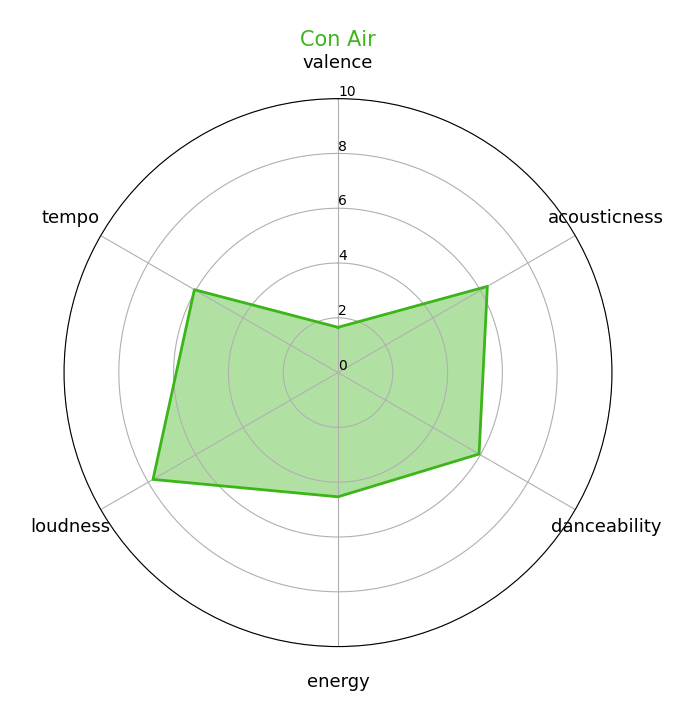 Con Air
valence
10
8
tempo
acousticness
6
4
2
0
loudness
danceability
energy